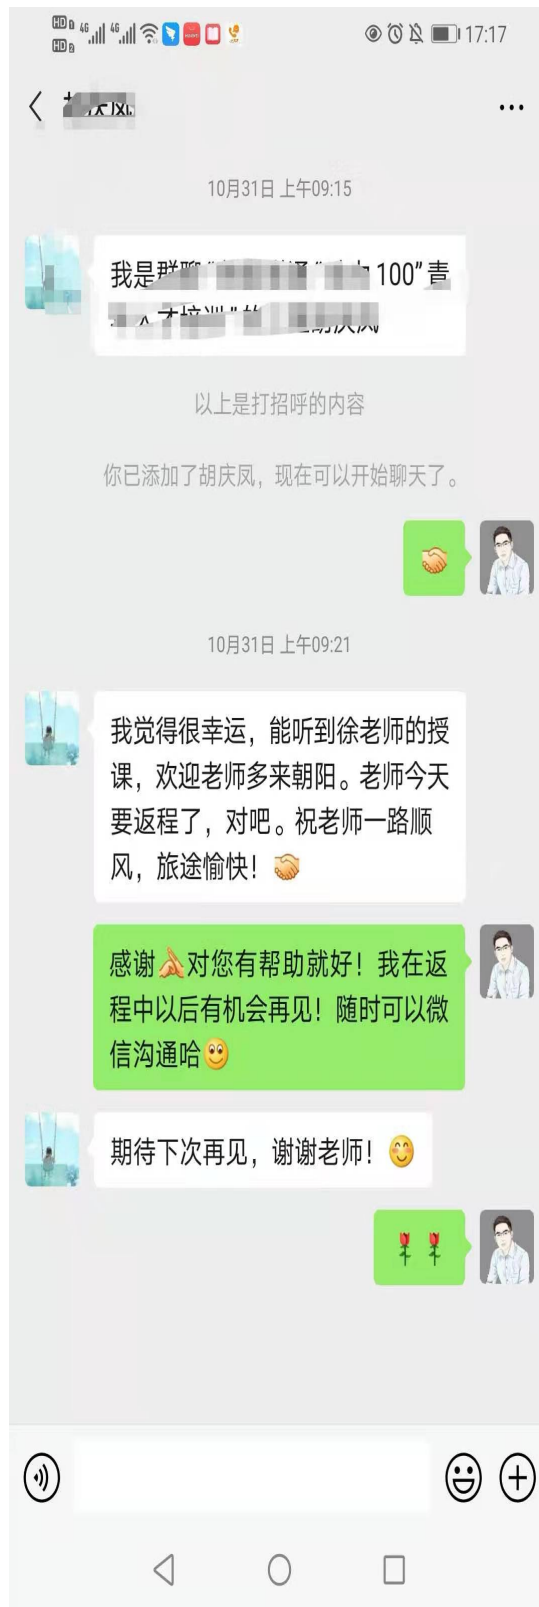 HD 1 4G 4G 17:17
HD 2
10月31日 上午09:15
我是群聊 100”青
以上是打招呼的内容
你已添加了胡庆凤，现在可以开始聊天了。
10月31日 上午09:21
我觉得很幸运，能听到徐老师的授
课，欢迎老师多来朝阳。老师今天
要返程了，对吧。祝老师一路顺
风，旅途愉快！
感谢对您有帮助就好！我在返
程中以后有机会再见！随时可以微
信沟通哈
期待下次再见，谢谢老师！